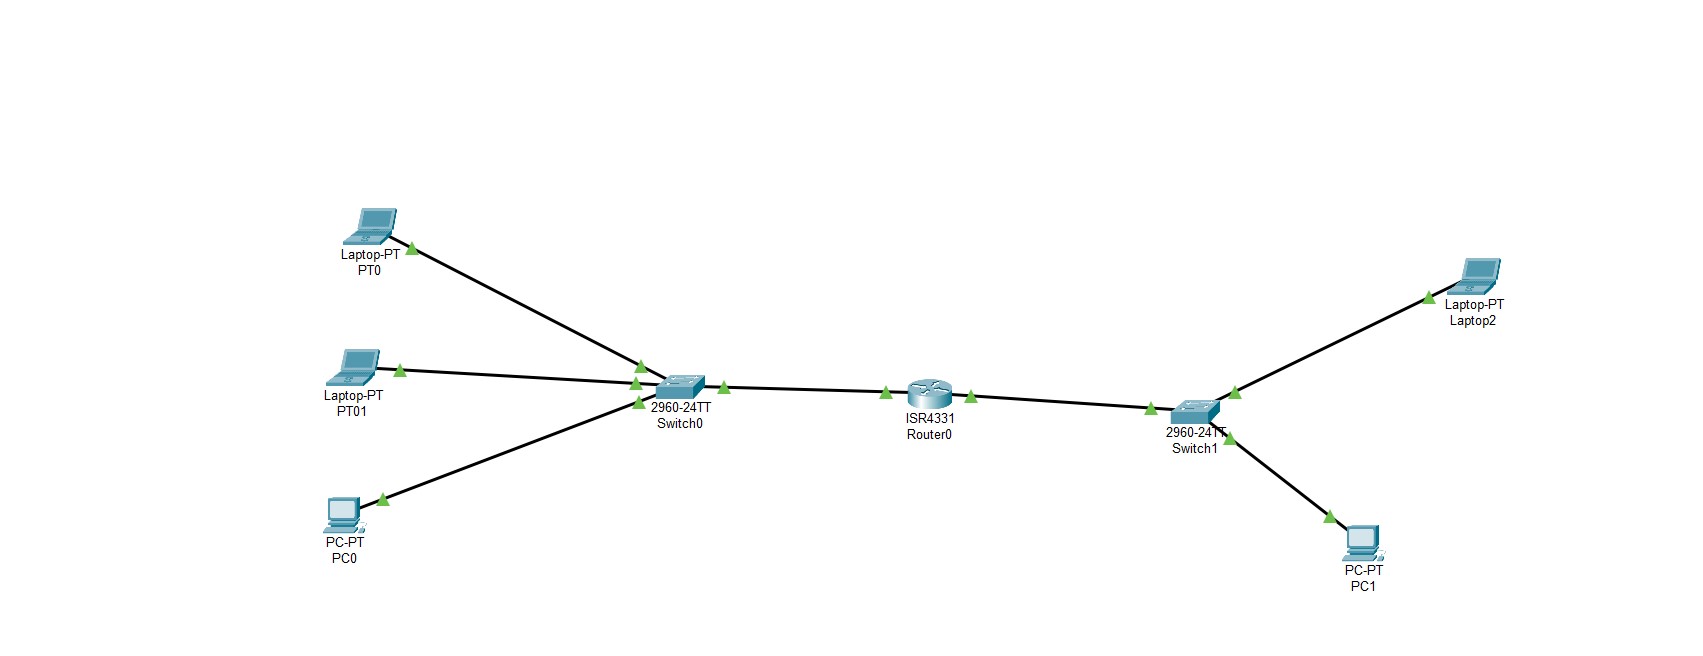 Laptop-PT
PT0
Laptop-PT
PT01
PC-PT
PC0
2960-24TT
Switch0
ISR4331
Router0
2960-24TT
Switch1
Laptop-PT
Laptop2
PC-PT
PC1